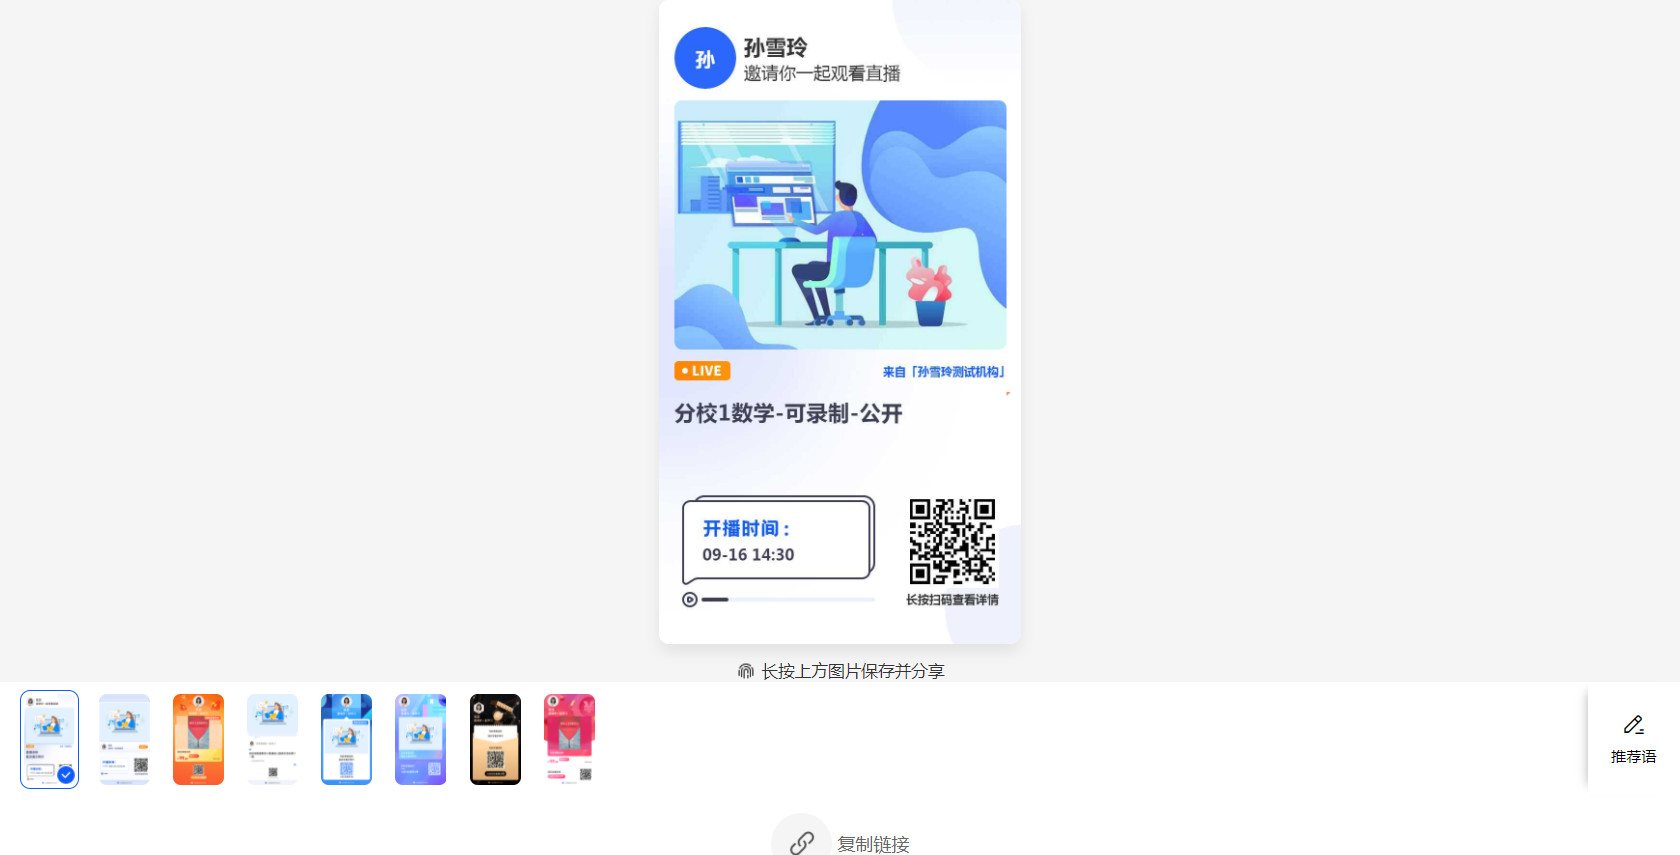 孙
孙雪玲
邀请你一起观看直播
LIVE
来自「孙雪玲测试机构」
分校1数学-可录制-公开
开播时间：
09-16 14:30
长按扫码查看详情
长按上方图片保存并分享
推荐语
复制链接